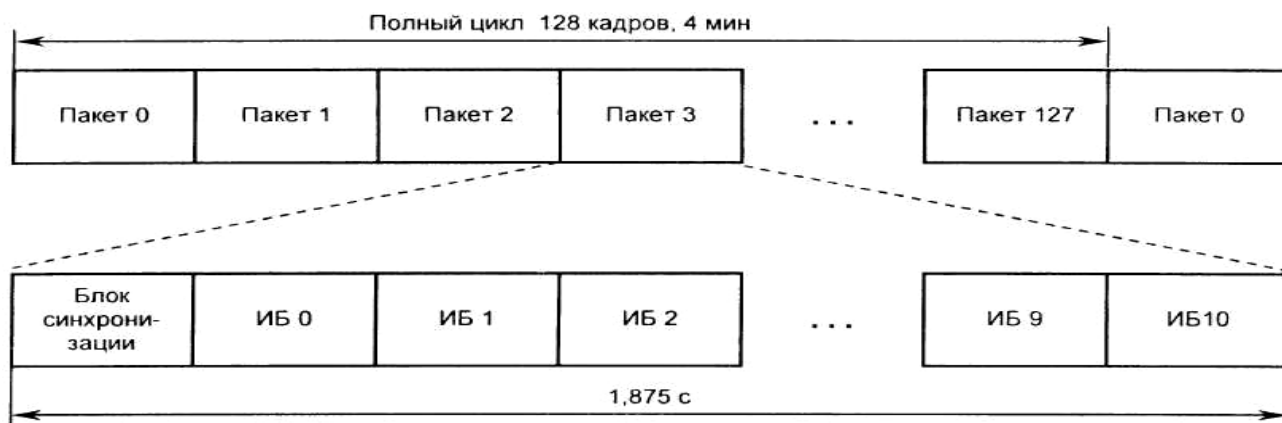 Полный цикл 128 кадров, 4 мин
Пакет 0 Пакет 1 Пакет 2 Пакет 3 ... Пакет 127 Пакет 0
Блок
синхрони-
зации
ИБ 0 ИБ 1 ИБ 2 ... ИБ 9 ИБ10
1,875 с